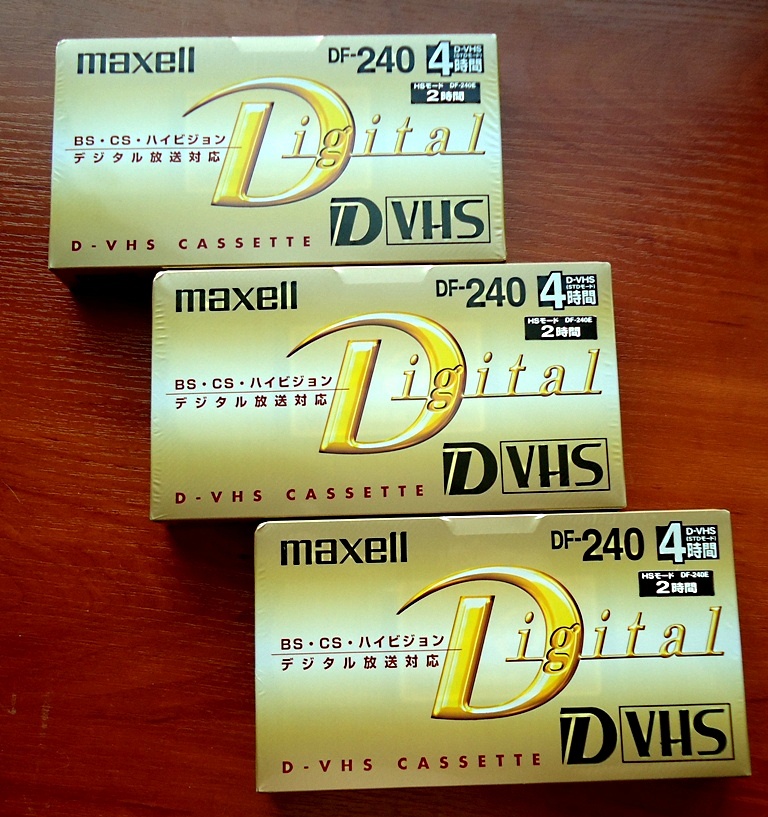 maxell
DF-240
4時間
D-VHS
(STDモード)
HSモード DF-240E
2時間
Digital
BS・CS・ハイビジョン
デジタル放送対応
D-VHS CASSETTE
D VHS
maxell
DF-240
4時間
D-VHS
(STDモード)
HSモード DF-240E
2時間
Digital
BS・CS・ハイビジョン
デジタル放送対応
D-VHS CASSETTE
D VHS
maxell
DF-240
4時間
D-VHS
(STDモード)
HSモード DF-240E
2時間
Digital
BS・CS・ハイビジョン
デジタル放送対応
D-VHS CASSETTE
D VHS